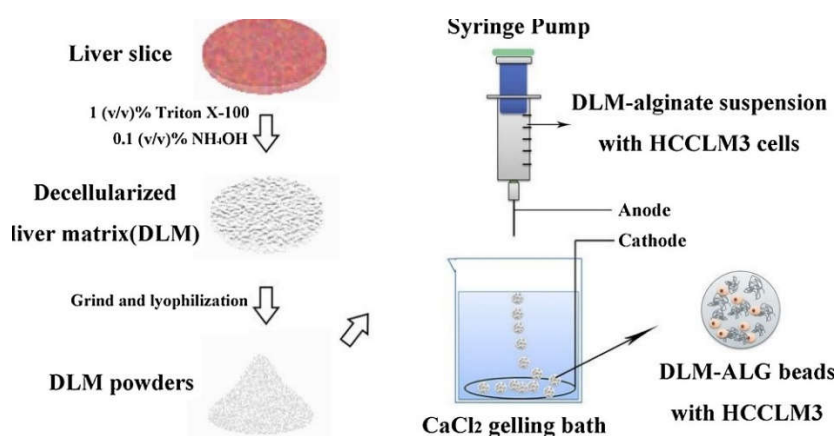 Liver slice
1 (v/v)% Triton X-100
0.1 (v/v)% NH4OH
Decellularized
liver matrix(DLM)
Grind and lyophilization
DLM powders
Syringe Pump
DLM-alginate suspension
with HCCLM3 cells
Anode
Cathode
DLM-ALG beads
with HCCLM3
CaCl2 gelling bath